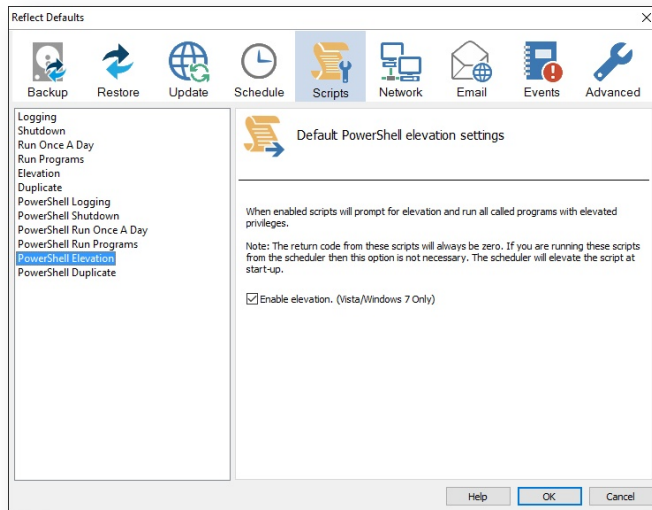 Reflect Defaults
Backup Restore Update Schedule Scripts Network Email Events Advanced
Logging
Shutdown
Run Once A Day
Run Programs
Elevation
Duplicate
PowerShell Logging
PowerShell Shutdown
PowerShell Run Once A Day
PowerShell Run Programs
PowerShell Elevation
PowerShell Duplicate
Default PowerShell elevation settings
When enabled scripts will prompt for elevation and run all called programs with elevated
privileges.
Note: The return code from these scripts will always be zero. If you are running these scripts
from the scheduler then this option is not necessary. The scheduler will elevate the script at
start-up.
Enable elevation. (Vista/Windows 7 Only)
Help OK Cancel